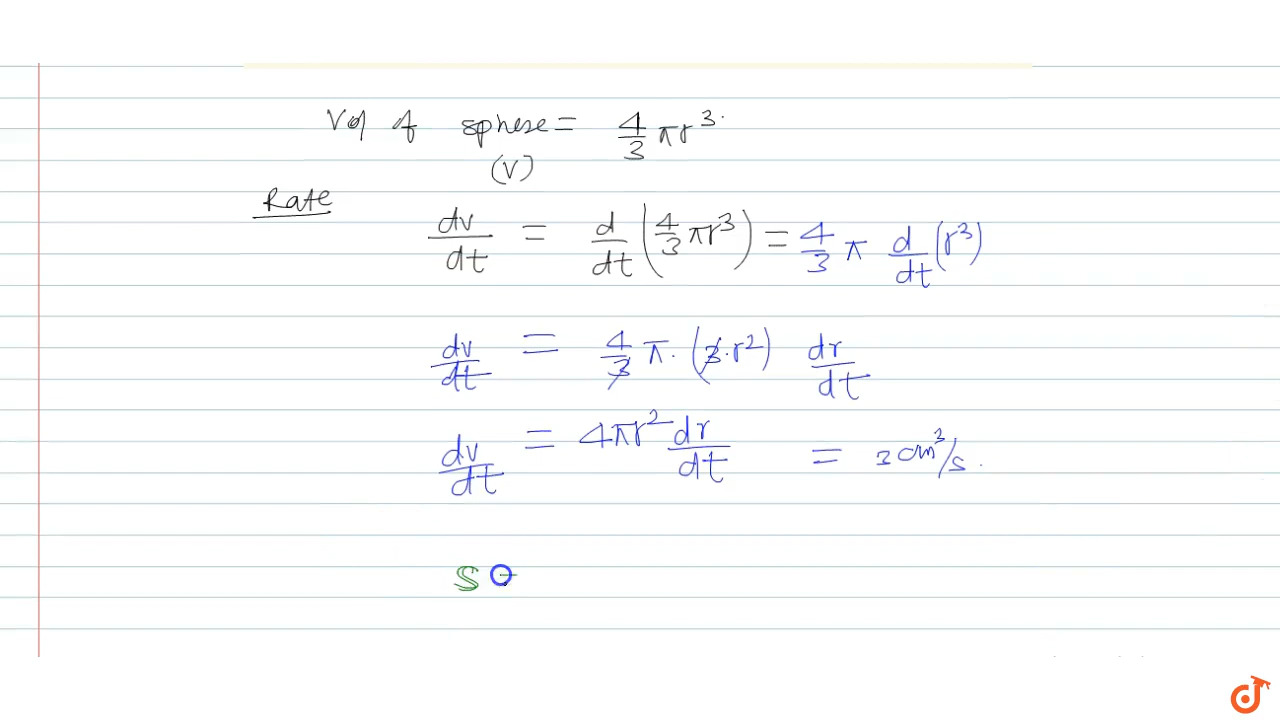 Vol of sphere = 4/3 πr³.
(V)
Rate
dv/dt = d/dt (4/3 πr³) = 4/3 π d/dt (r³)
dv/dt = 4/3 π. (3.r²) dr/dt
dv/dt = 4πr² dr/dt = 3 cm³/s.
S